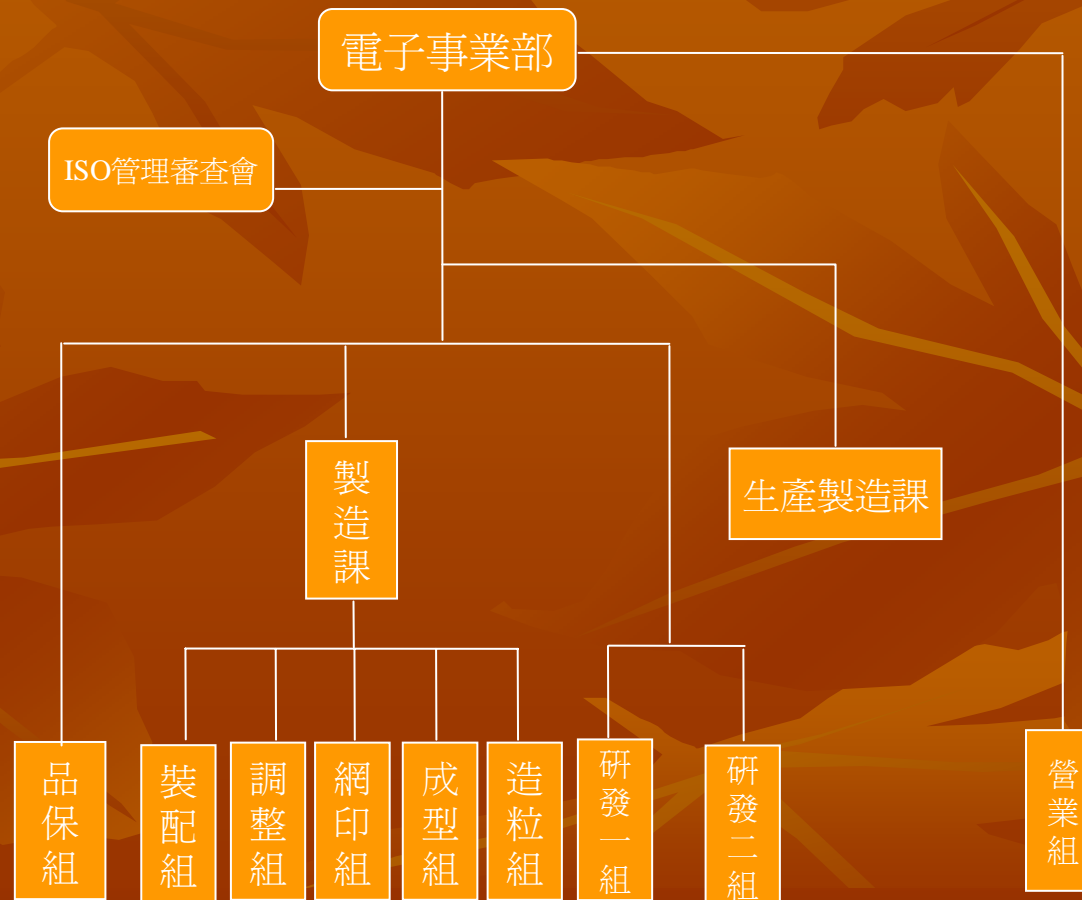 電子事業部
ISO管理審查會
製造課
生產製造課
品保組
裝配組
調整組
網印組
成型組
造粒組
研發一組
研發二組
營業組